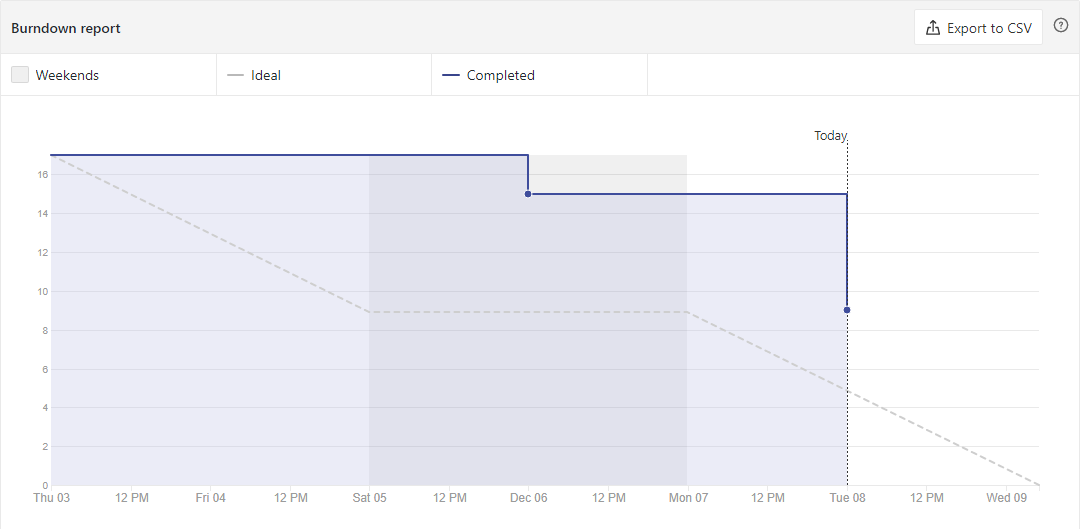 Burndown report
Export to CSV
Weekends
Ideal
Completed
Today
16
14
12
10
8
6
4
2
0
Thu 03 12 PM Fri 04 12 PM Sat 05 12 PM Dec 06 12 PM Mon 07 12 PM Tue 08 12 PM Wed 09